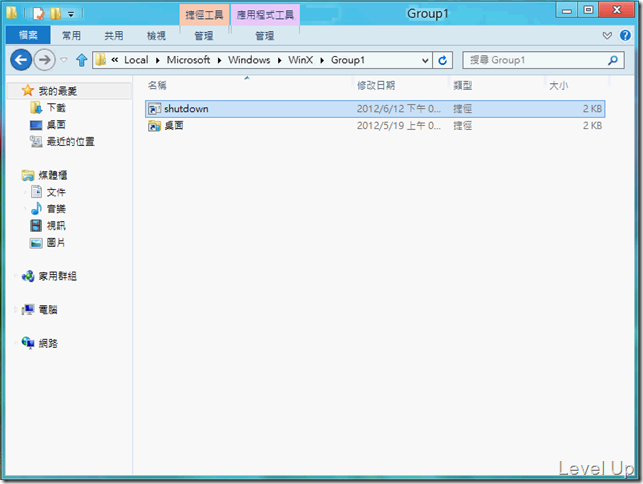 捷徑工具 應用程式工具 Group1
檔案 常用 共用 檢視 管理 管理
« Local Microsoft Windows WinX Group1 搜尋 Group1
名稱 修改日期 類型 大小
我的最愛
下載
桌面
最近的位置
媒體櫃
文件
音樂
視訊
圖片
家用群組
電腦
網路
shutdown 2012/6/12 下午 0... 捷徑 2 KB
桌面 2012/5/19 上午 0... 捷徑 2 KB
Level Up